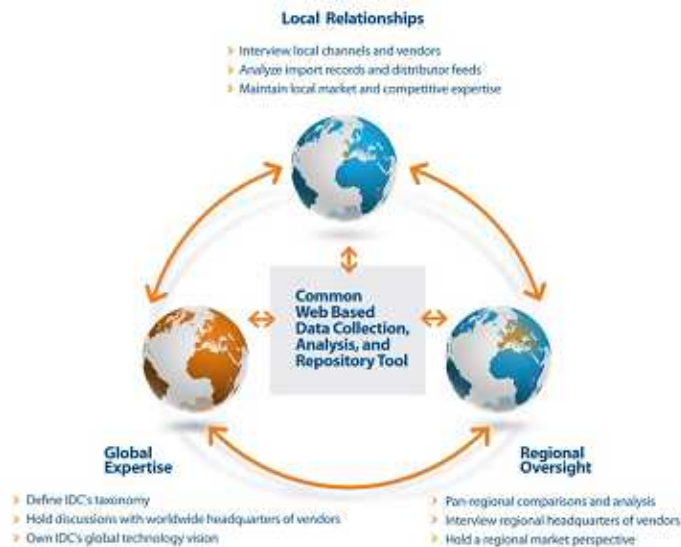 Local Relationships
Interview local channels and vendors
Analyze import records and distributor feeds
Maintain local market and competitive expertise
Common
Web Based
Data Collection,
Analysis, and
Repository Tool
Global
Expertise
Define IDC's taxonomy
Hold discussions with worldwide headquarters of vendors
Own IDC's global technology vision
Regional
Oversight
Pan-regional comparisons and analysis
Interview regional headquarters of vendors
Hold a regional market perspective